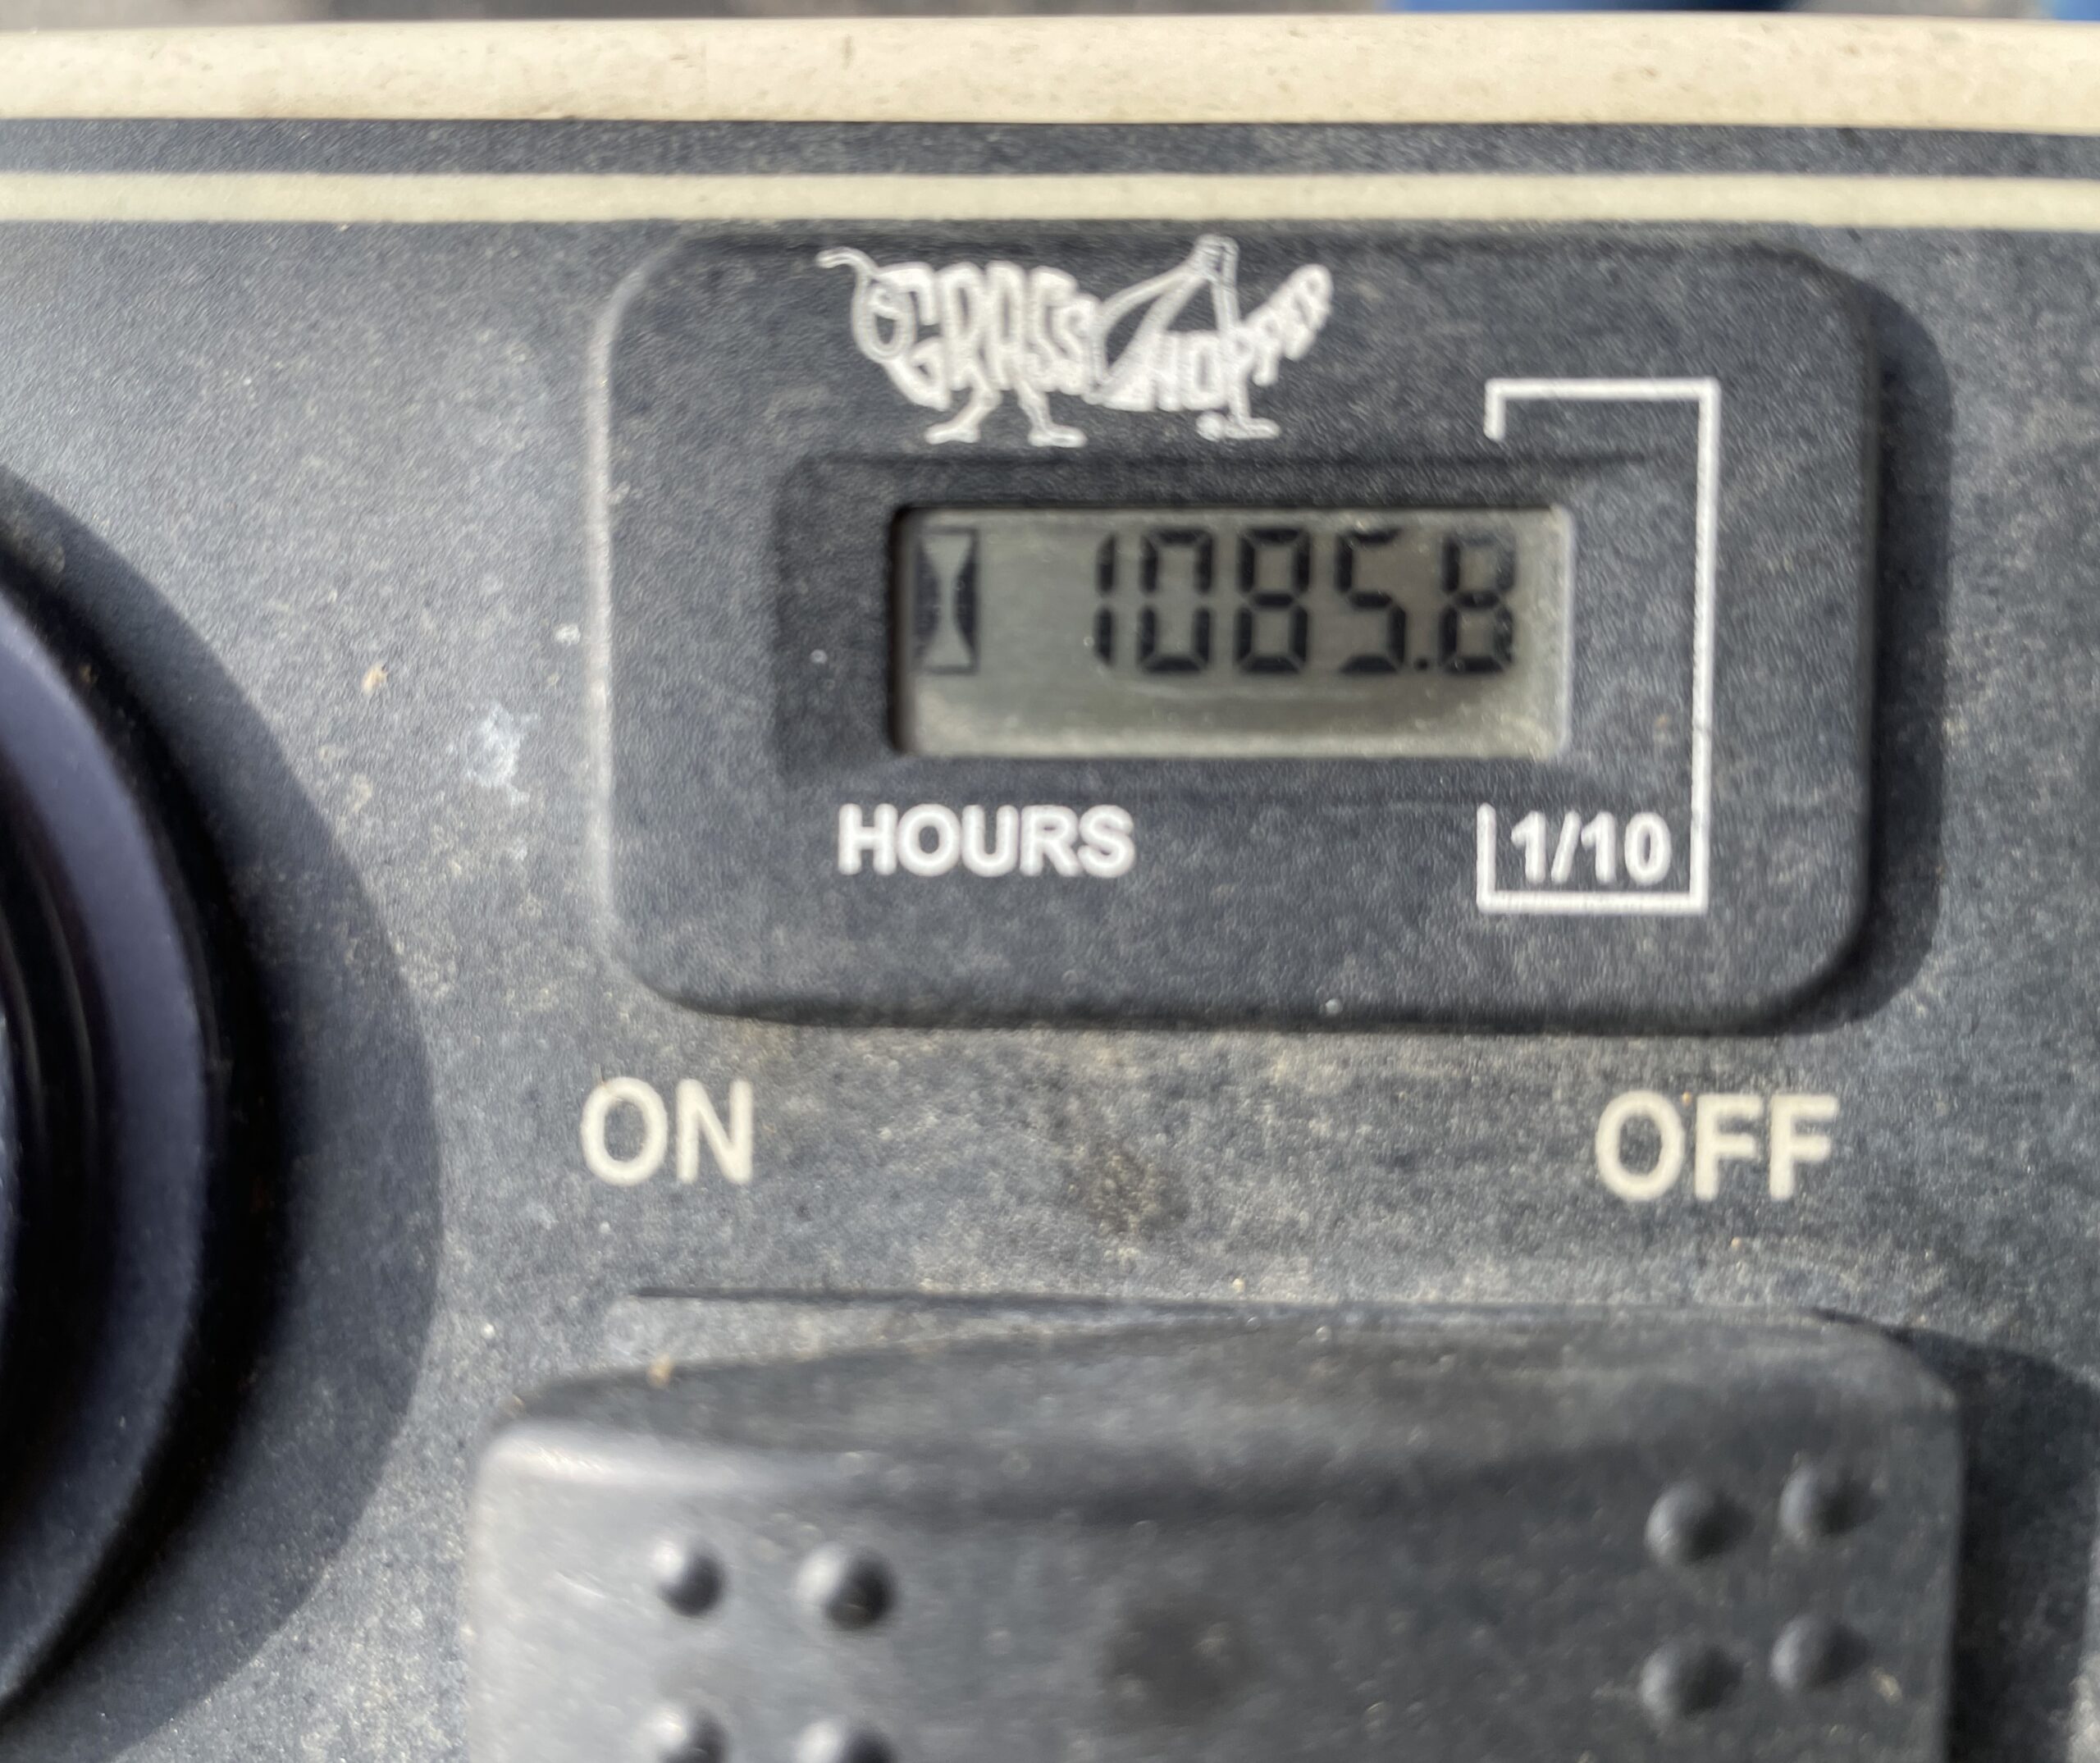 GRASSHOPPER
1085.8
HOURS
1/10
ON
OFF